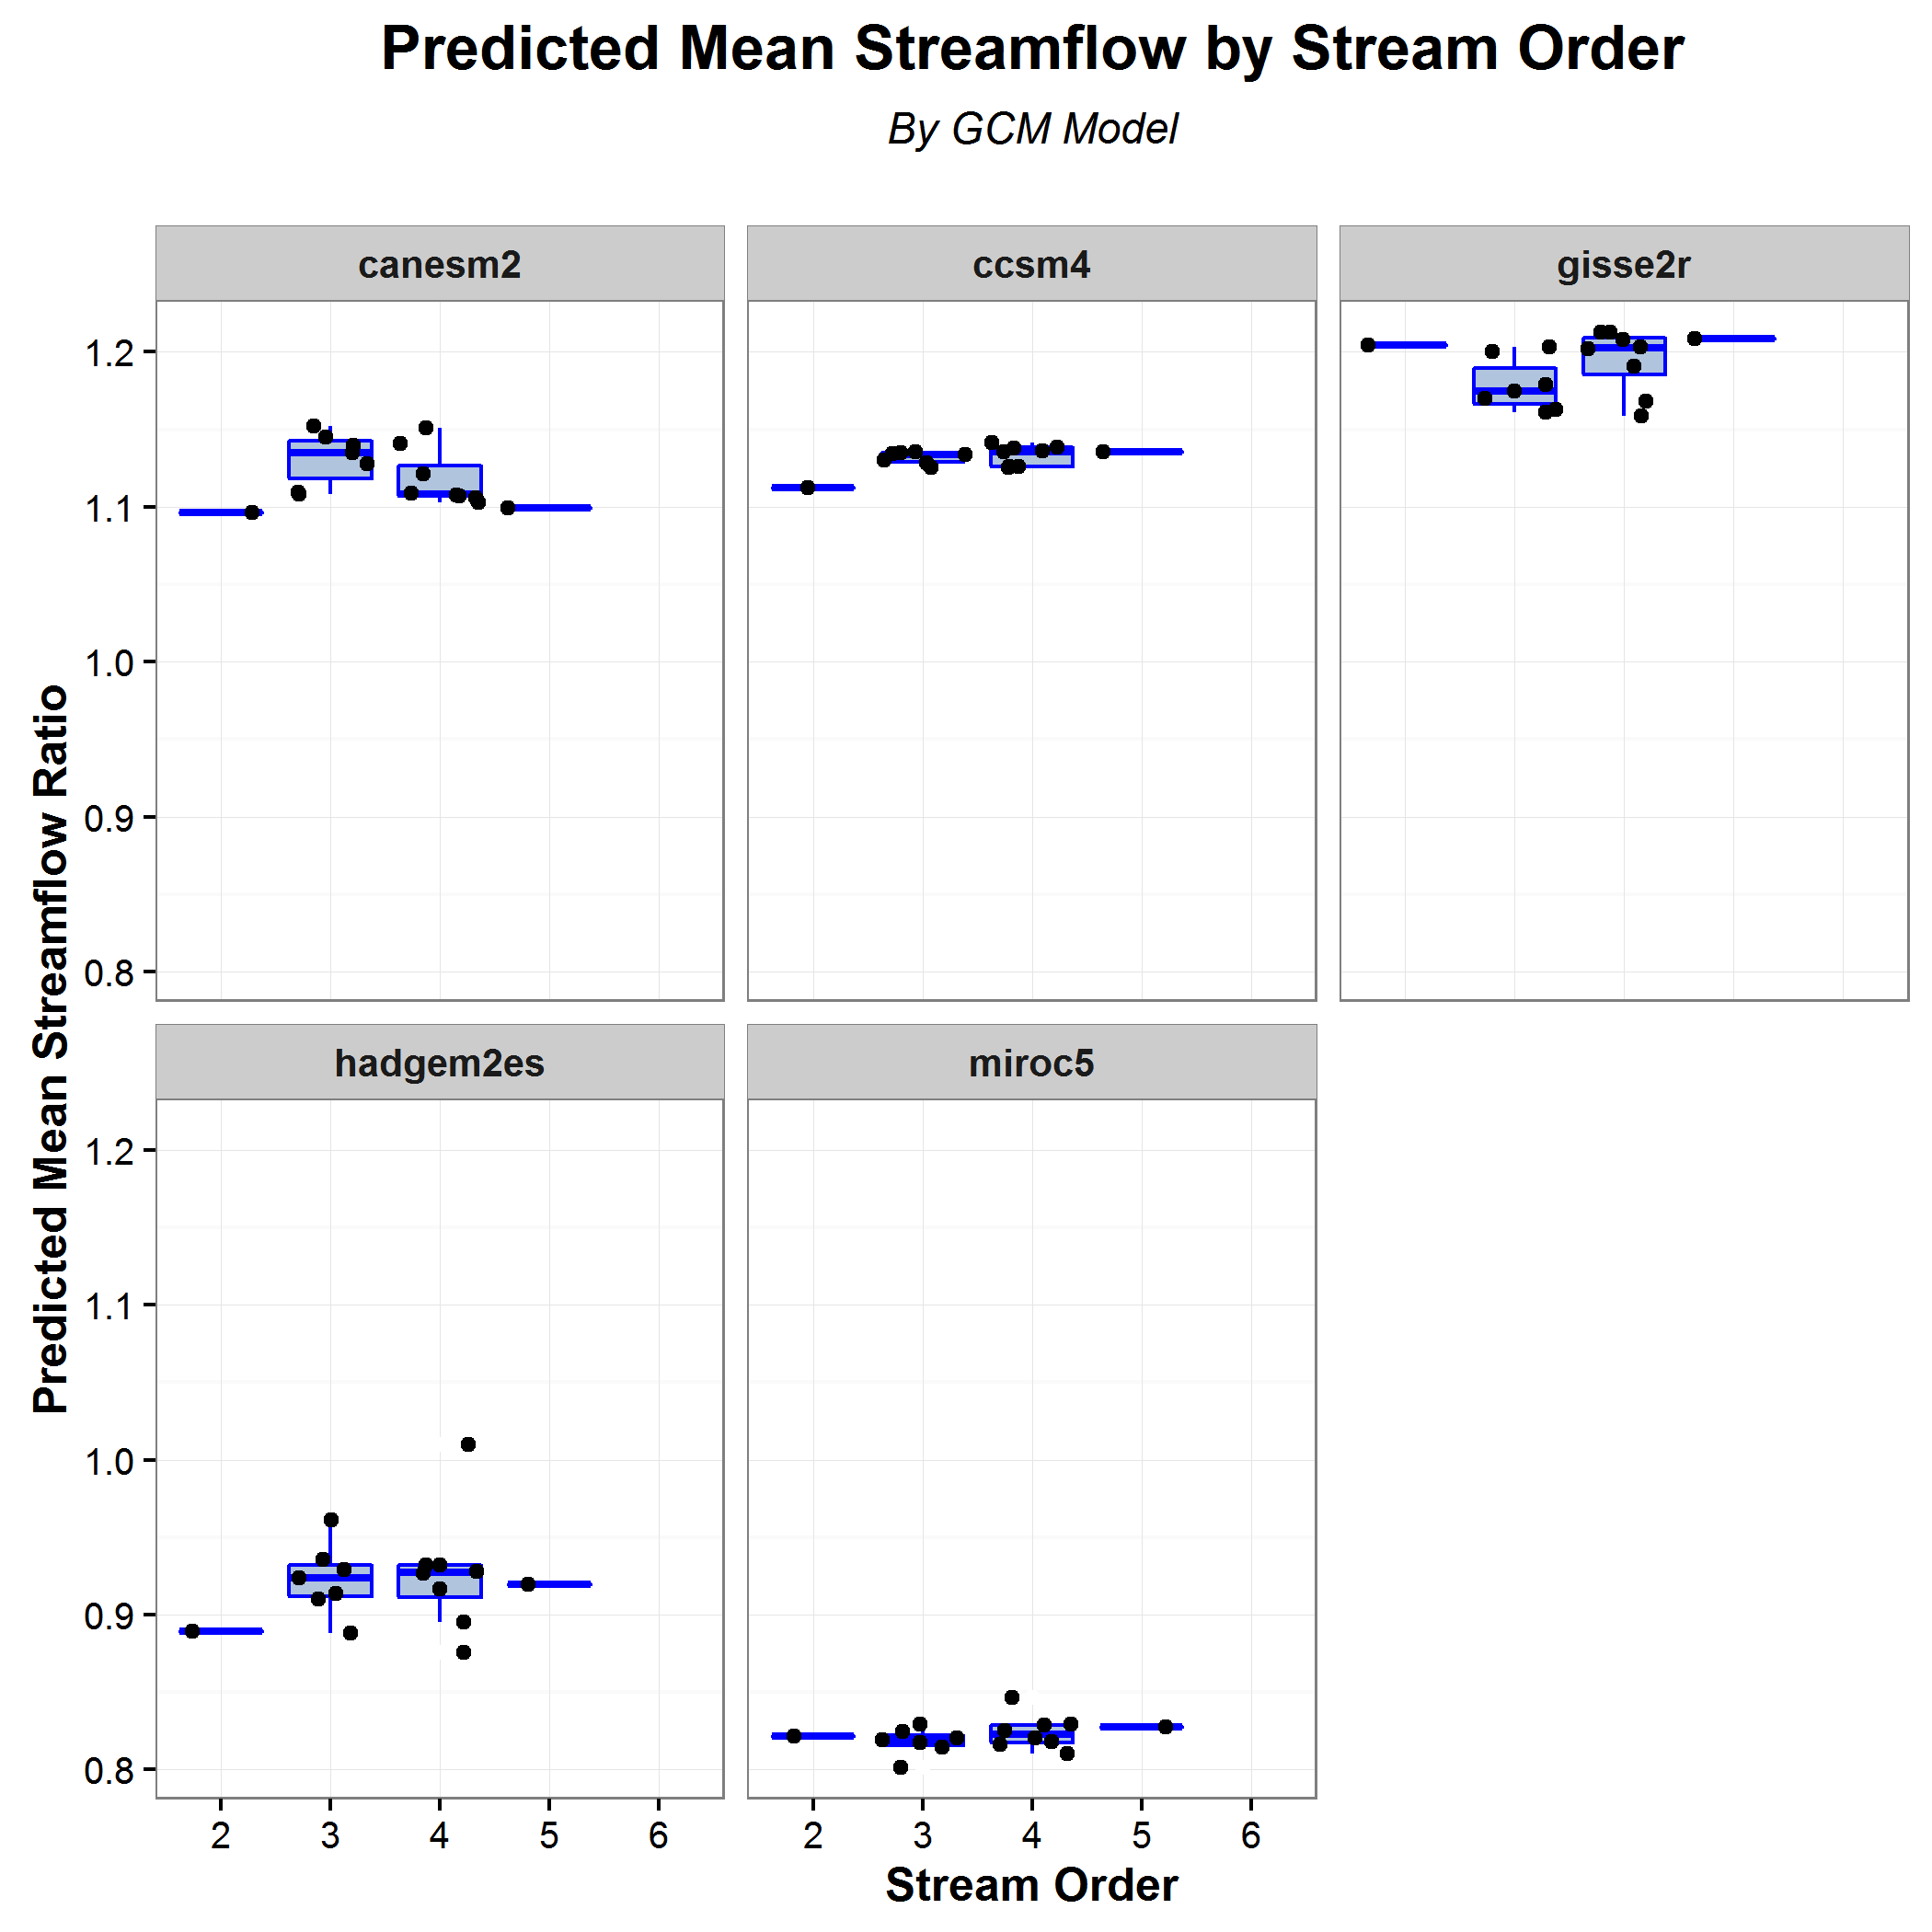 Predicted Mean Streamflow by Stream Order
By GCM Model
canesm2
ccsm4
gisse2r
1.2
1.1
1.0
0.9
0.8
Predicted Mean Streamflow Ratio
hadgem2es
miroc5
1.2
1.1
1.0
0.9
0.8
2 3 4 5 6
2 3 4 5 6
Stream Order